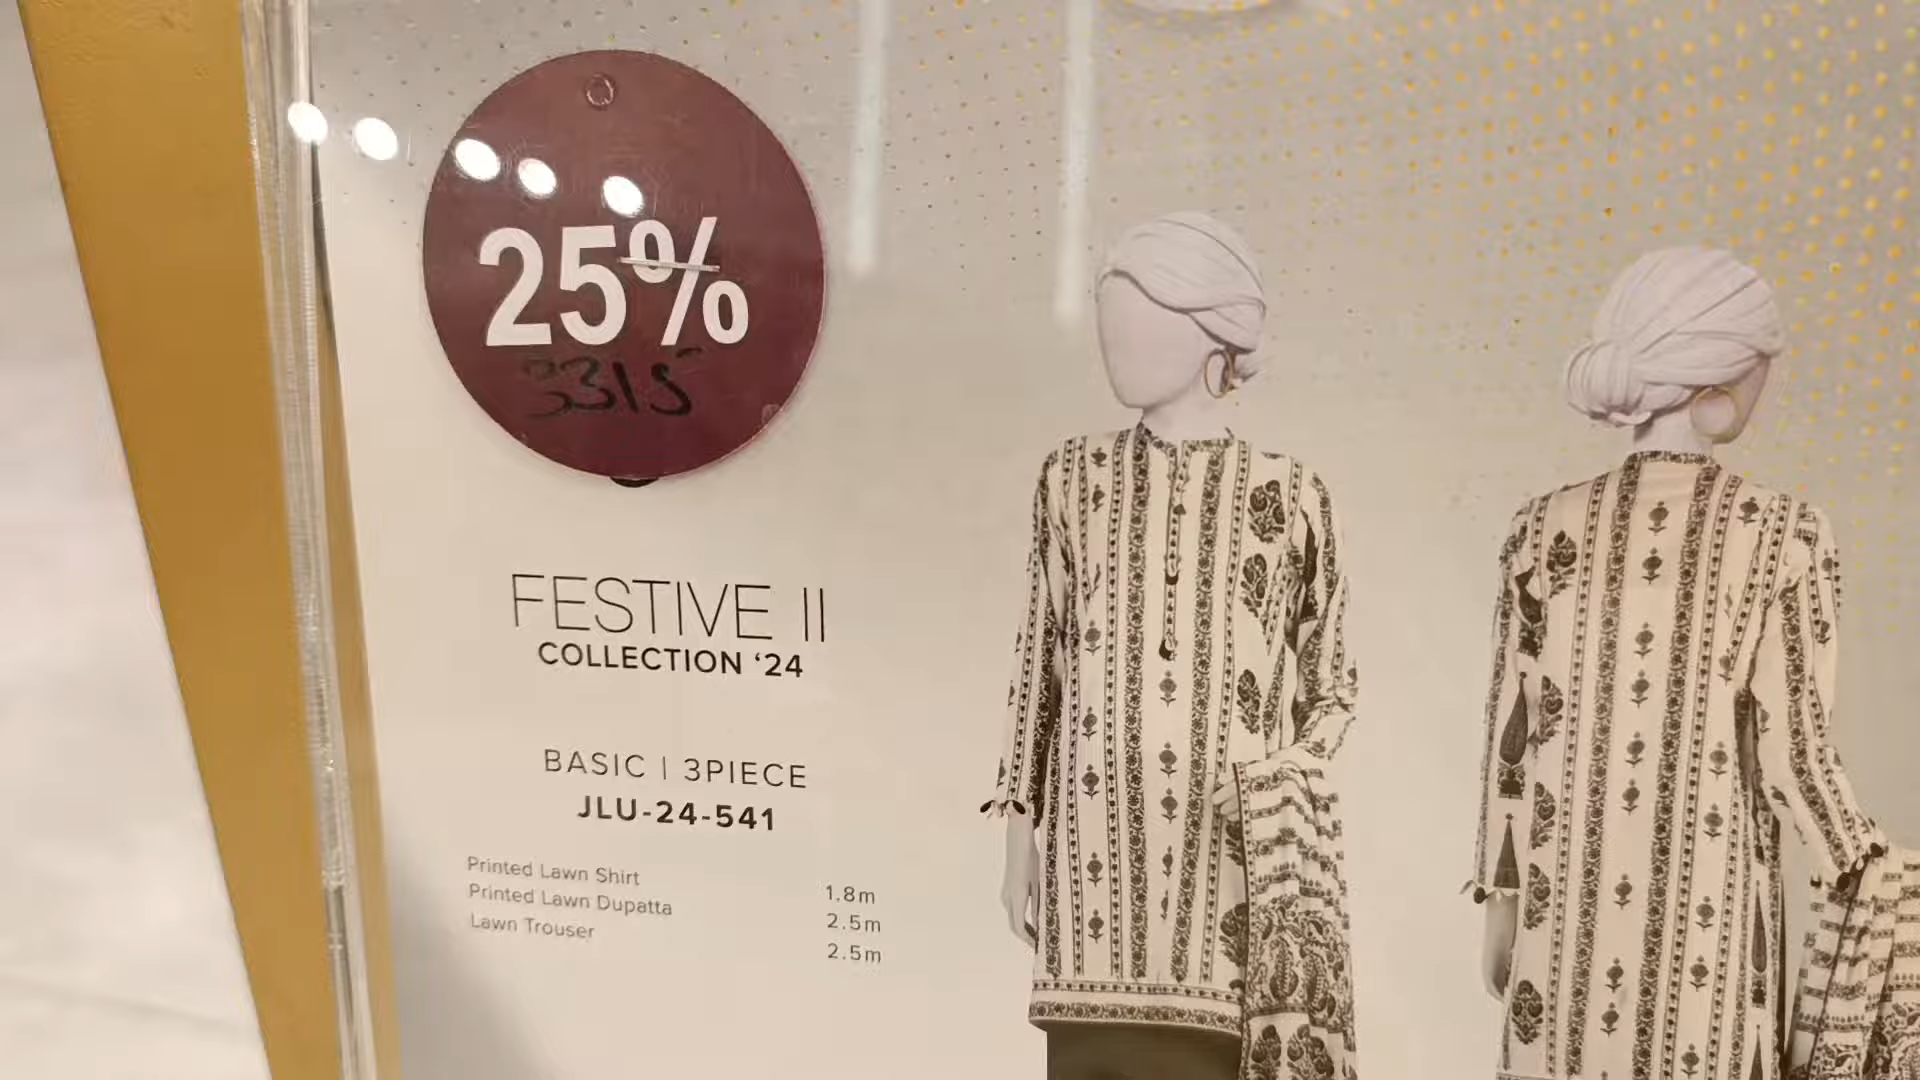 25%
3315
FESTIVE II
COLLECTION ‘24
BASIC | 3PIECE
JLU-24-541
Printed Lawn Shirt 1.8m
Printed Lawn Dupatta 2.5m
Lawn Trouser 2.5m